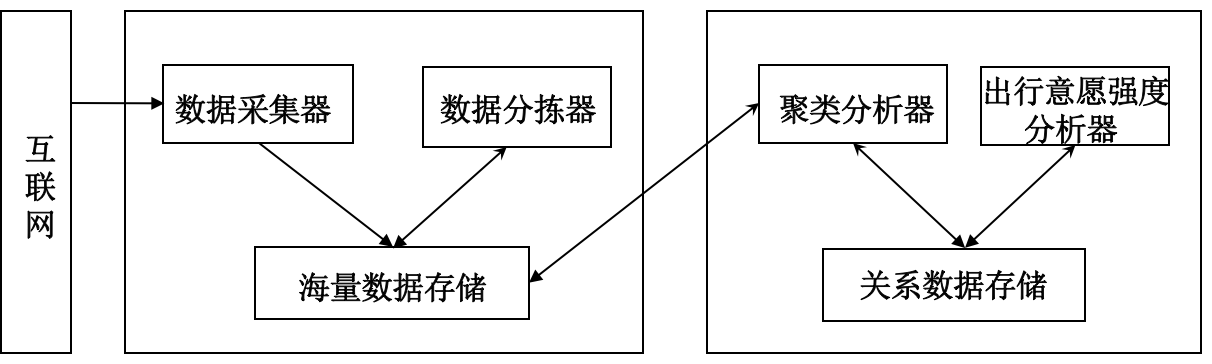 互
联
网
数据采集器
数据分拣器
海量数据存储
聚类分析器
出行意愿强度
分析器
关系数据存储